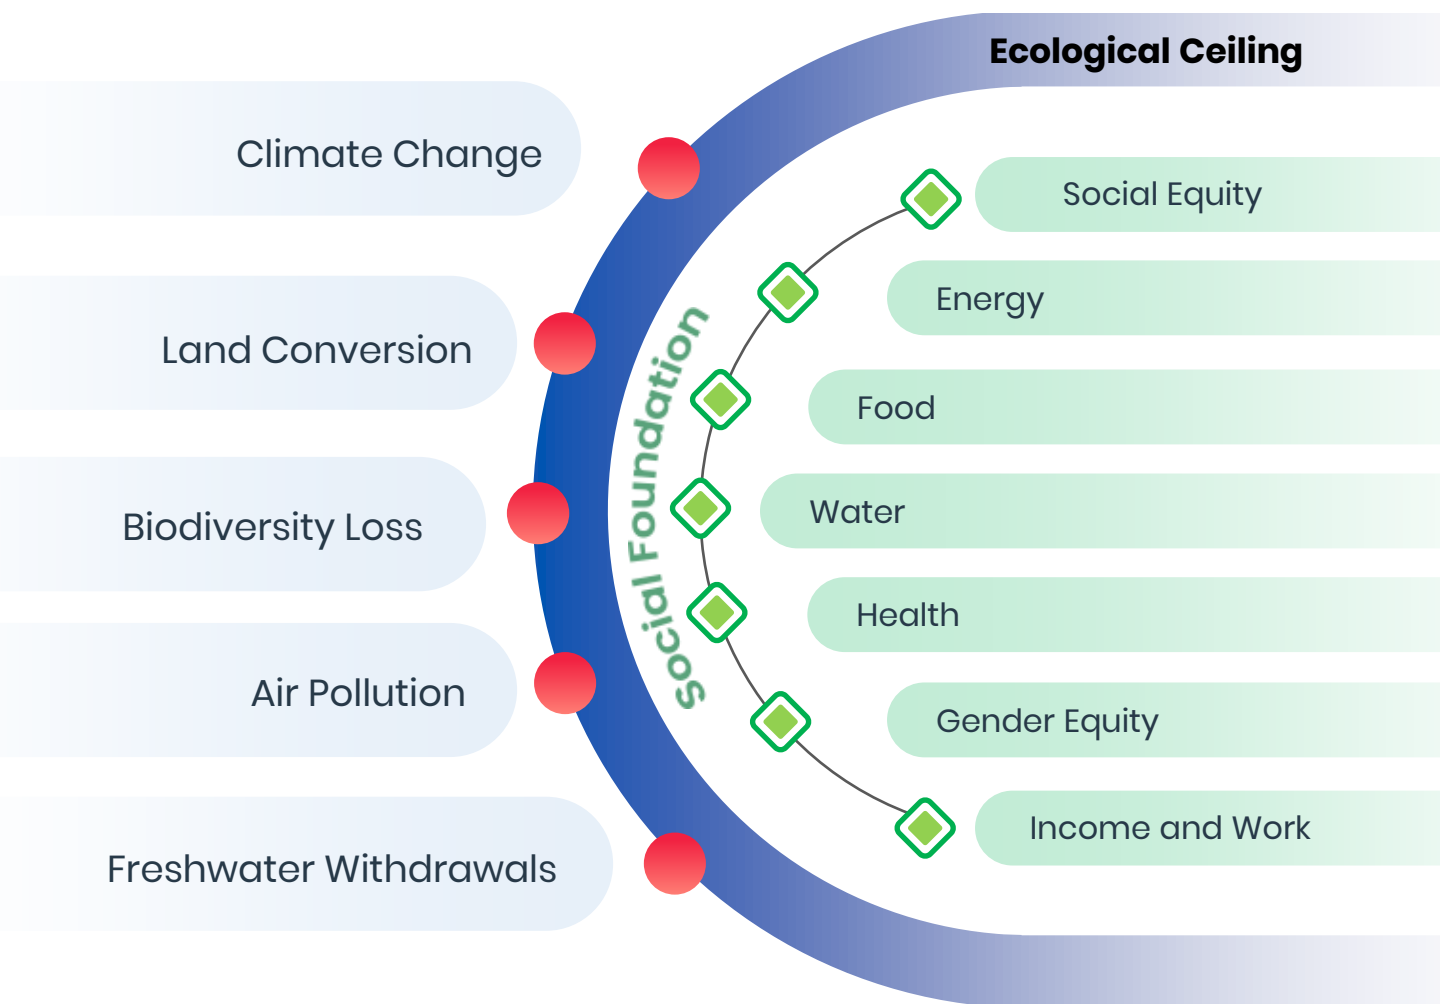 Ecological Ceiling
Climate Change
Land Conversion
Biodiversity Loss
Air Pollution
Freshwater Withdrawals
Social Foundation
Social Equity
Energy
Food
Water
Health
Gender Equity
Income and Work